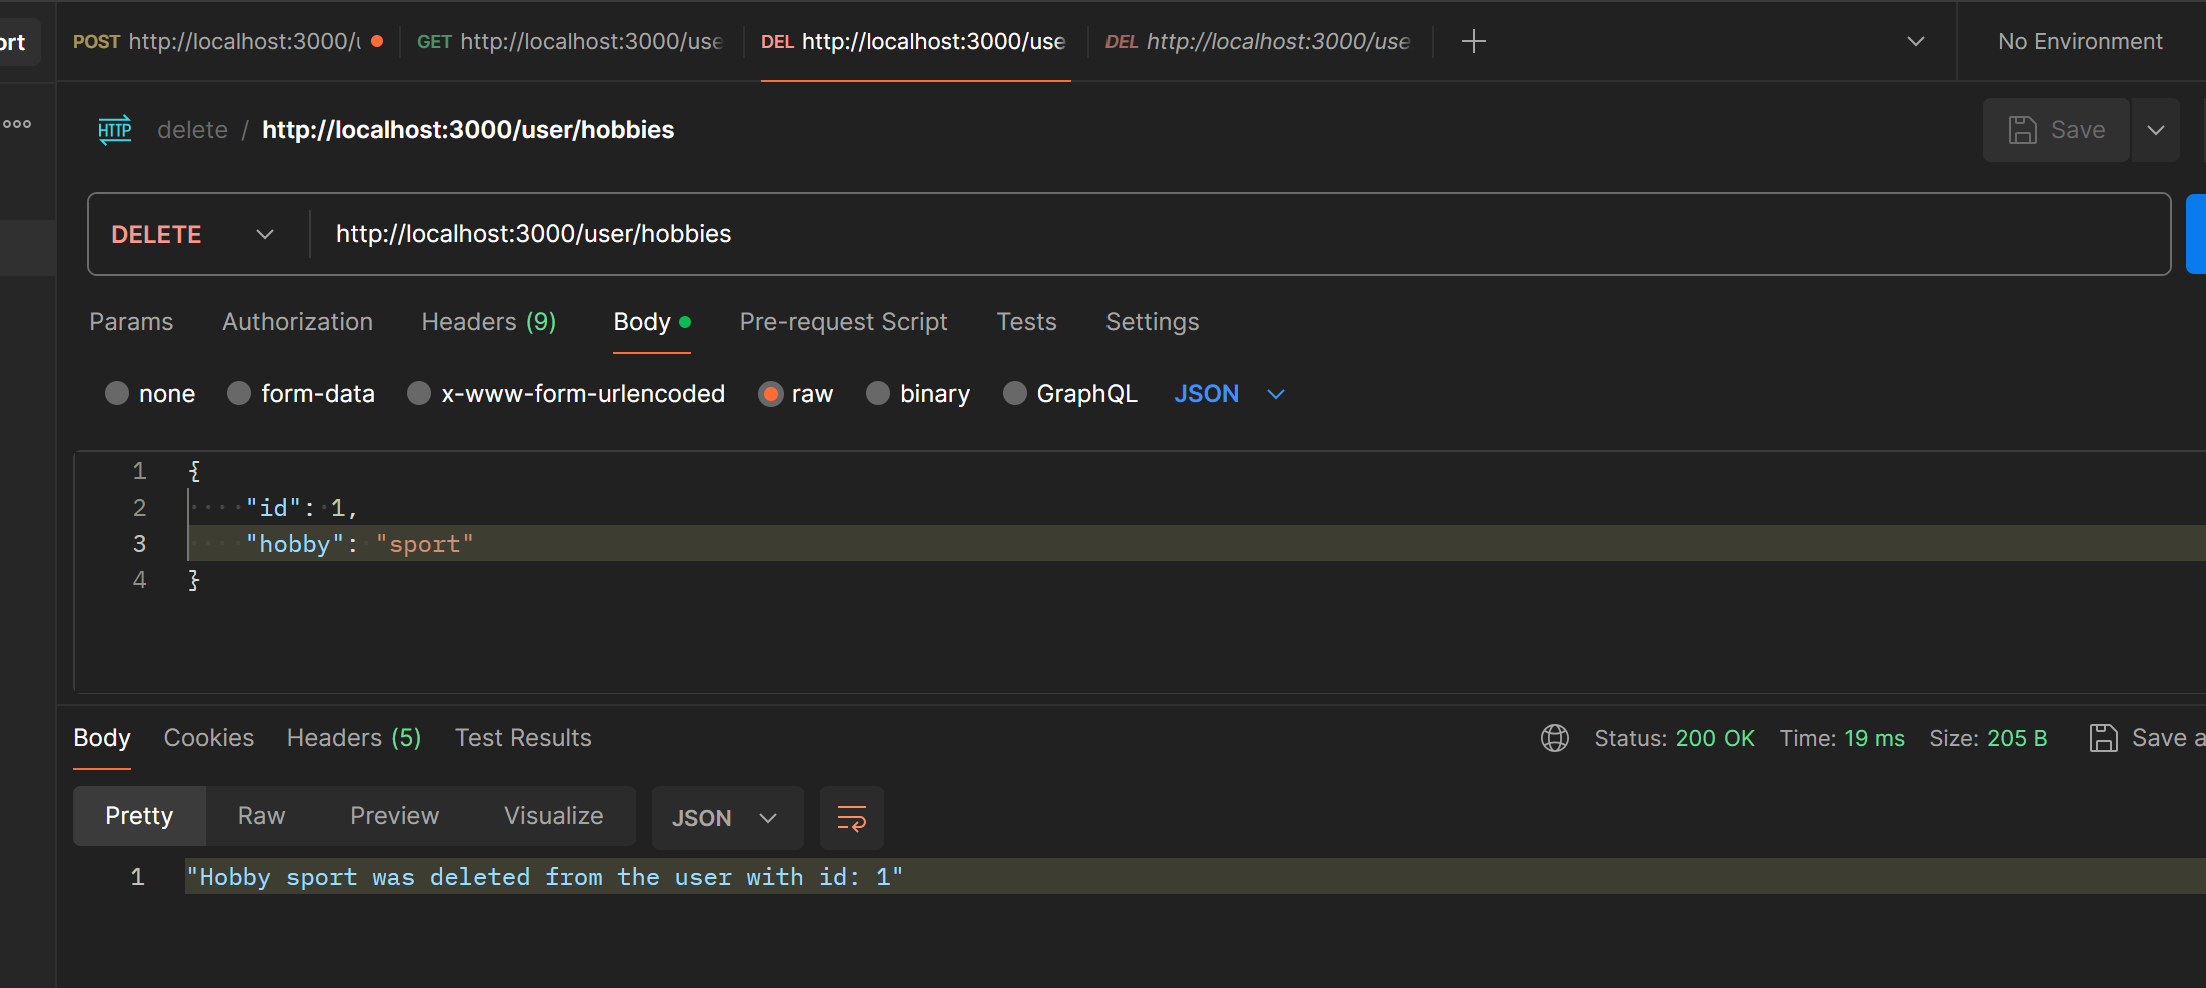 ort POST http://localhost:3000/u GET http://localhost:3000/use DEL http://localhost:3000/use DEL http://localhost:3000/use No Environment
HTTP delete / http://localhost:3000/user/hobbies Save
DELETE http://localhost:3000/user/hobbies
Params Authorization Headers (9) Body Pre-request Script Tests Settings
none form-data x-www-form-urlencoded raw binary GraphQL JSON
1 {
2 "id": 1,
3 "hobby": "sport"
4 }
Body Cookies Headers (5) Test Results Status: 200 OK Time: 19 ms Size: 205 B Save a
Pretty Raw Preview Visualize JSON
1 "Hobby sport was deleted from the user with id: 1"